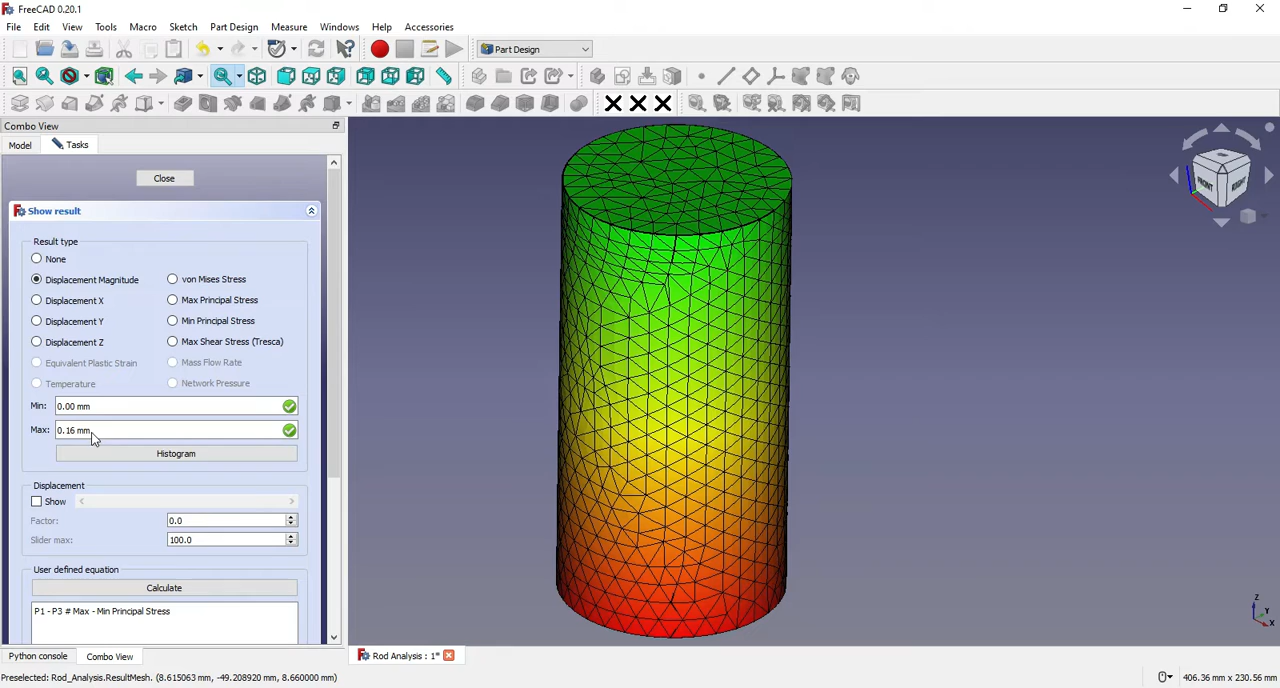 FreeCAD 0.20.1
File Edit View Tools Macro Sketch Part Design Measure Windows Help Accessories
Part Design
Combo View
Model Tasks
Close
Show result
Result type
None
Displacement Magnitude von Mises Stress
Displacement X Max Principal Stress
Displacement Y Min Principal Stress
Displacement Z Max Shear Stress (Tresca)
Equivalent Plastic Strain Mass Flow Rate
Temperature Network Pressure
Min: 0.00 mm
Max: 0.16 mm
Histogram
Displacement
Show
Factor: 0.0
Slider max: 100.0
User defined equation
Calculate
P1 - P3 # Max - Min Principal Stress
FRONT RIGHT
Z
Y
X
Python console Combo View Rod Analysis : 1*
Preselected: Rod_Analysis.ResultMesh. (8.615063 mm, -49.208920 mm, 8.660000 mm) 406.36 mm x 230.56 mm